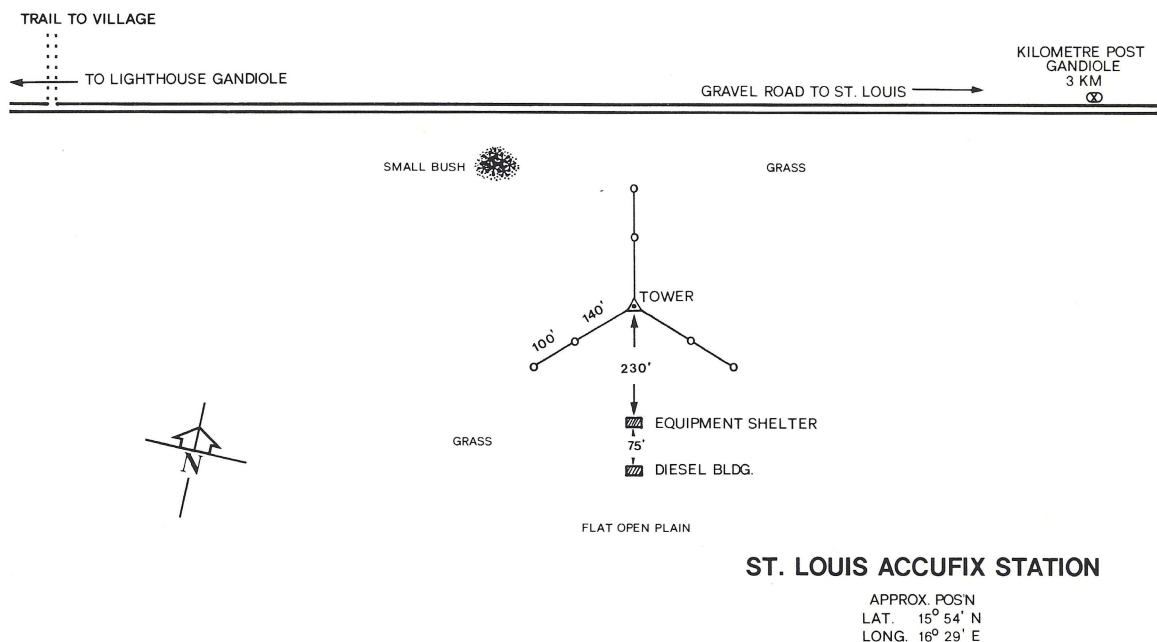 TRAIL TO VILLAGE
TO LIGHTHOUSE GANDIOLE
KILOMETRE POST
GANDIOLE
3 KM
GRAVEL ROAD TO ST. LOUIS
SMALL BUSH
GRASS
TOWER
140'
100'
230'
EQUIPMENT SHELTER
GRASS
75'
N
DIESEL BLDG.
FLAT OPEN PLAIN
ST. LOUIS ACCUFIX STATION
APPROX. POS'N
LAT. 15° 54' N
LONG. 16° 29' E